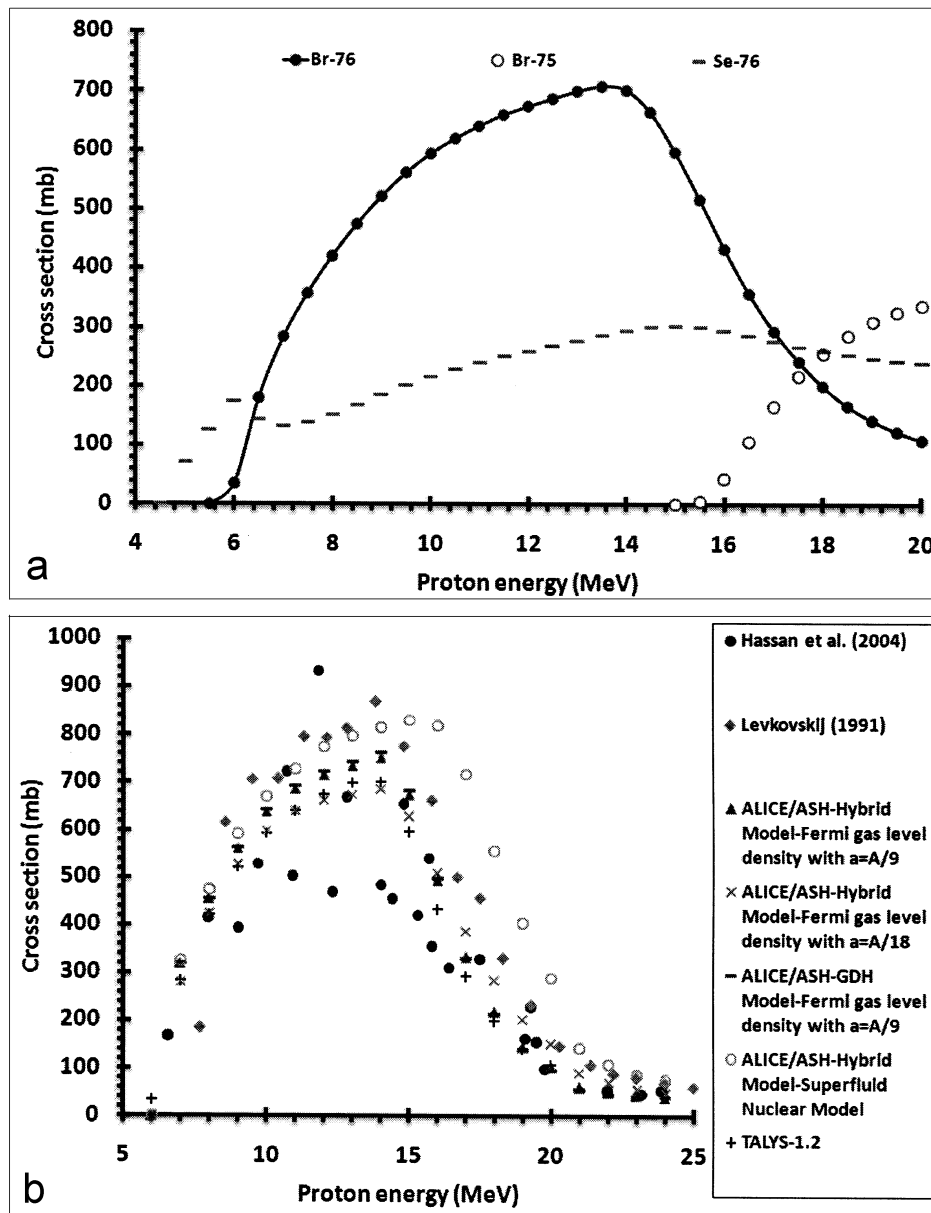 800
700
600
500
400
300
200
100
0
Cross section (mb)
Br-76
Br-75
Se-76
4
6
8
10
12
14
16
18
20
Proton energy (MeV)
a
1000
900
800
700
600
500
400
300
200
100
0
Cross section (mb)
5
10
15
20
25
Proton energy (MeV)
b
Hassan et al. (2004)
Levkovskij (1991)
ALICE/ASH-Hybrid
Model-Fermi gas level
density with a=A/9
ALICE/ASH-Hybrid
Model-Fermi gas level
density with a=A/18
ALICE/ASH-GDH
Model-Fermi gas level
density with a=A/9
ALICE/ASH-Hybrid
Model-Superfluid
Nuclear Model
TALYS-1.2